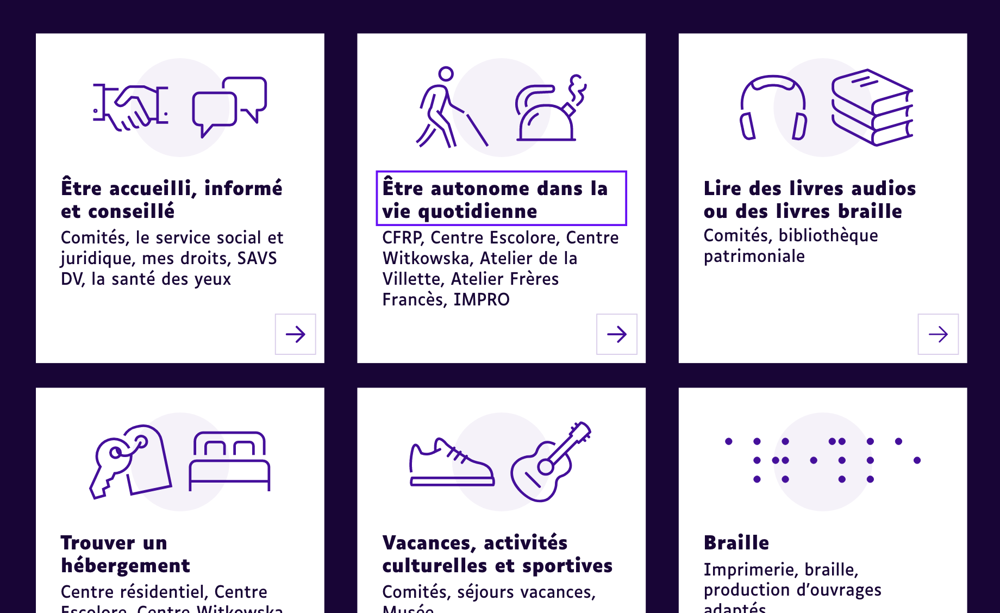 Être accueilli, informé
et conseillé
Comités, le service social et
juridique, mes droits, SAVS
DV, la santé des yeux
Être autonome dans la
vie quotidienne
CFRP, Centre Escolore, Centre
Witkowska, Atelier de la
Villette, Atelier Frères
Francès, IMPRO
Lire des livres audios
ou des livres braille
Comités, bibliothèque
patrimoniale
Trouver un
hébergement
Centre résidentiel, Centre
Escolore, Centre Witkowska
Vacances, activités
culturelles et sportives
Comités, séjours vacances,
Musée
Braille
Imprimerie, braille,
production d'ouvrages
adaptés